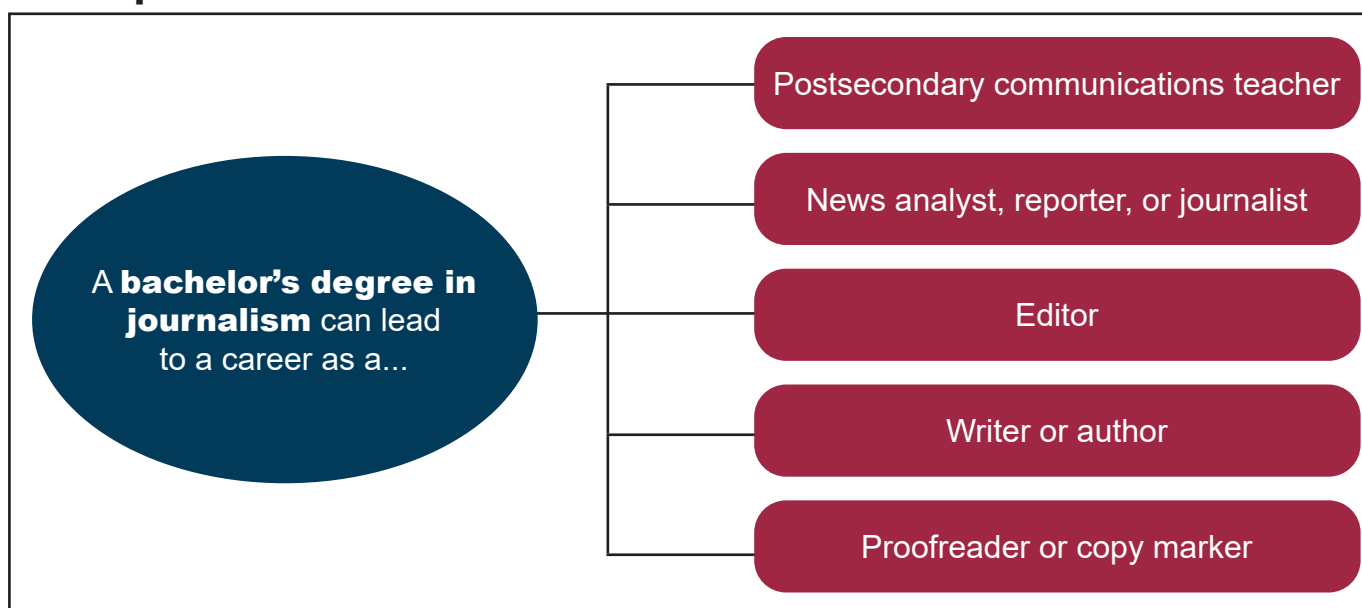 A bachelor’s degree in
journalism can lead
to a career as a...
Postsecondary communications teacher
News analyst, reporter, or journalist
Editor
Writer or author
Proofreader or copy marker